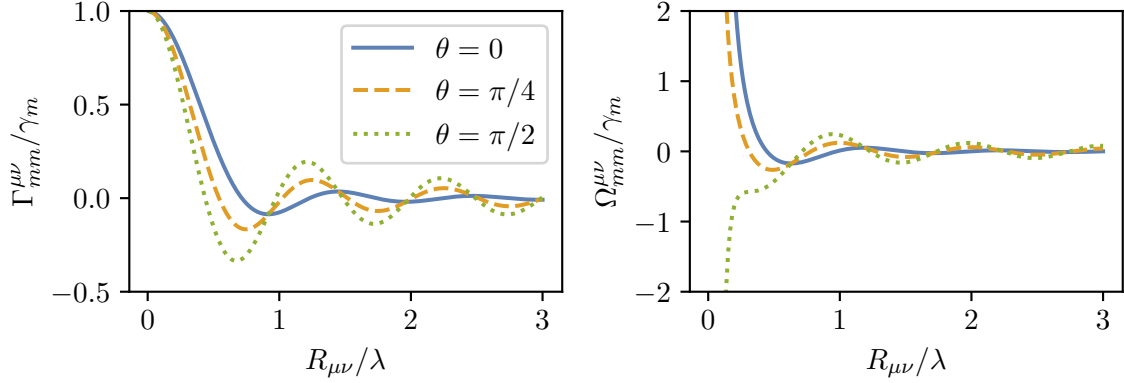 1.0
0.5
0.0
−0.5
Γ^{μν}_{mm}/γ_m
θ = 0
θ = π/4
θ = π/2
0 1 2 3
R_{μν}/λ
2
1
0
−1
−2
Ω^{μν}_{mm}/γ_m
0 1 2 3
R_{μν}/λ